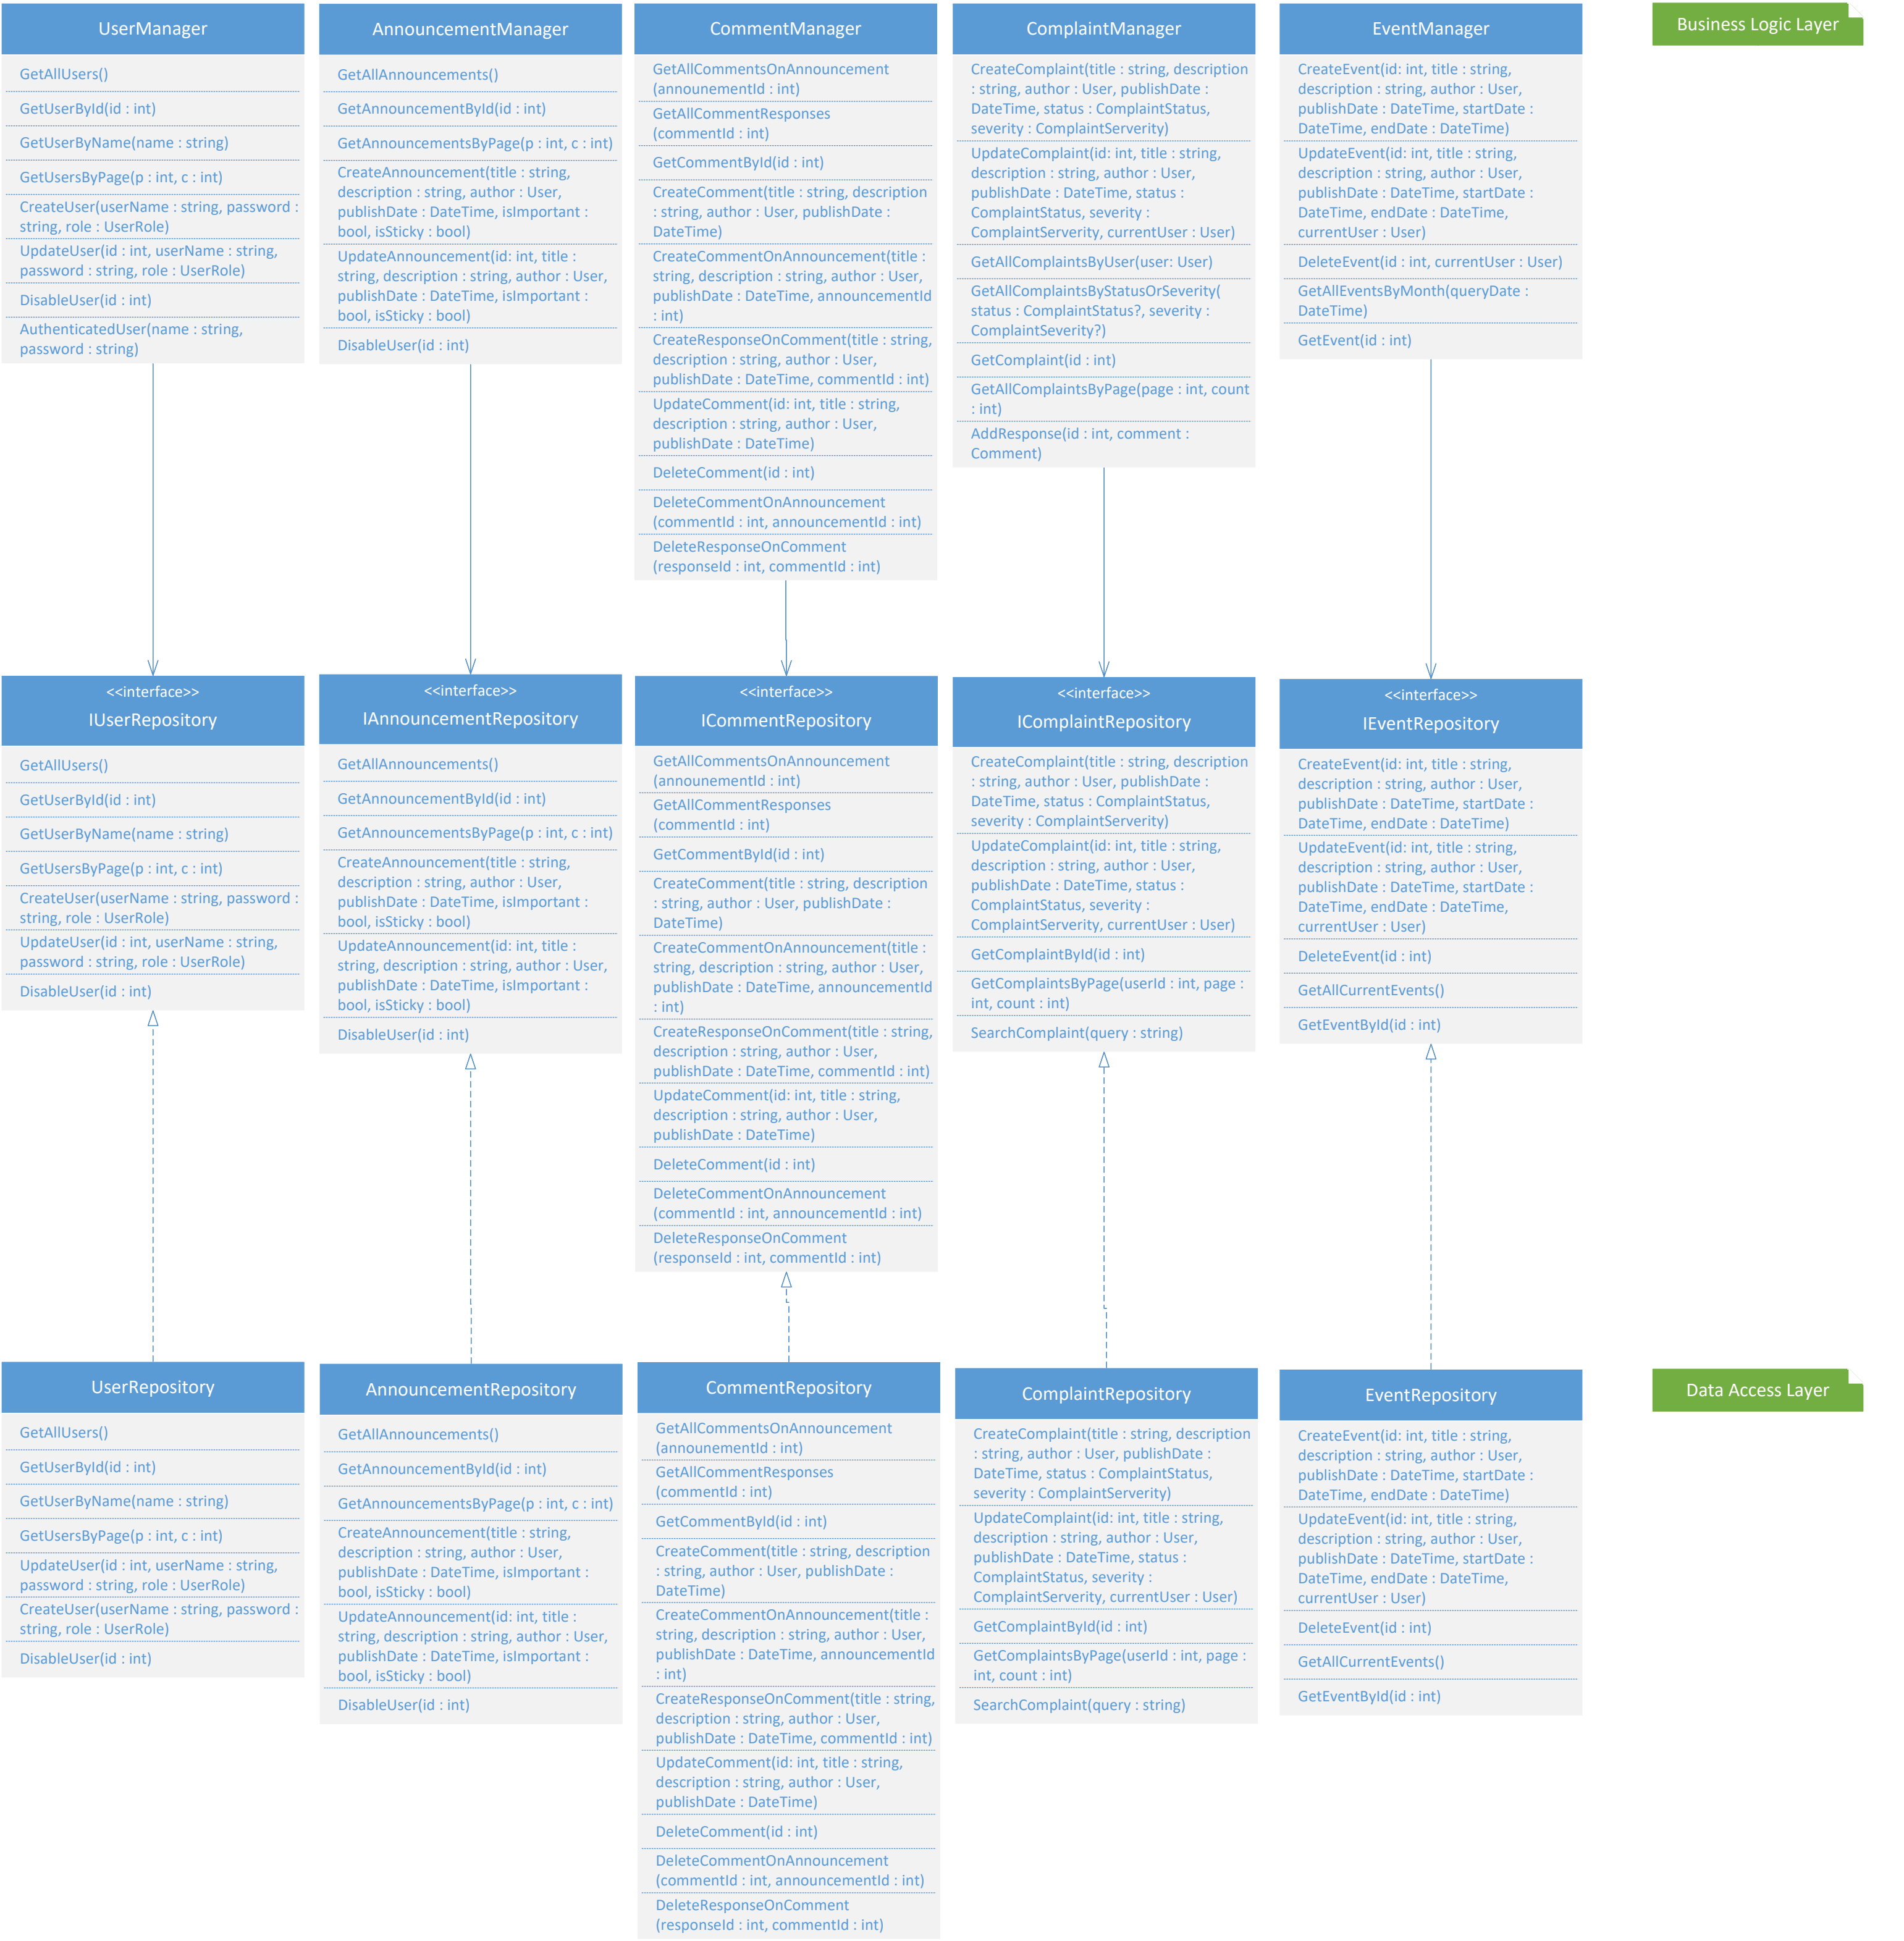 UserManager
GetAllUsers()
GetUserById(id : int)
GetUserByName(name : string)
GetUsersByPage(p : int, c : int)
CreateUser(userName : string, password :
string, role : UserRole)
UpdateUser(id : int, userName : string,
password : string, role : UserRole)
DisableUser(id : int)
AuthenticatedUser(name : string,
password : string)
AnnouncementManager
GetAllAnnouncements()
GetAnnouncementById(id : int)
GetAnnouncementsByPage(p : int, c : int)
CreateAnnouncement(title : string,
description : string, author : User,
publishDate : DateTime, isImportant :
bool, isSticky : bool)
UpdateAnnouncement(id: int, title :
string, description : string, author : User,
publishDate : DateTime, isImportant :
bool, isSticky : bool)
DisableUser(id : int)
CommentManager
GetAllCommentsOnAnnouncement
(announementId : int)
GetAllCommentResponses
(commentId : int)
GetCommentById(id : int)
CreateComment(title : string, description
: string, author : User, publishDate :
DateTime)
CreateCommentOnAnnouncement(title :
string, description : string, author : User,
publishDate : DateTime, announcementId
: int)
CreateResponseOnComment(title : string,
description : string, author : User,
publishDate : DateTime, commentId : int)
UpdateComment(id: int, title : string,
description : string, author : User,
publishDate : DateTime)
DeleteComment(id : int)
DeleteCommentOnAnnouncement
(commentId : int, announcementId : int)
DeleteResponseOnComment
(responseId : int, commentId : int)
ComplaintManager
CreateComplaint(title : string, description
: string, author : User, publishDate :
DateTime, status : ComplaintStatus,
severity : ComplaintServerity)
UpdateComplaint(id: int, title : string,
description : string, author : User,
publishDate : DateTime, status :
ComplaintStatus, severity :
ComplaintServerity, currentUser : User)
GetAllComplaintsByUser(user: User)
GetAllComplaintsByStatusOrSeverity(
status : ComplaintStatus?, severity :
ComplaintSeverity?)
GetComplaint(id : int)
GetAllComplaintsByPage(page : int, count
: int)
AddResponse(id : int, comment :
Comment)
EventManager
CreateEvent(id: int, title : string,
description : string, author : User,
publishDate : DateTime, startDate :
DateTime, endDate : DateTime)
UpdateEvent(id: int, title : string,
description : string, author : User,
publishDate : DateTime, startDate :
DateTime, endDate : DateTime,
currentUser : User)
DeleteEvent(id : int, currentUser : User)
GetAllEventsByMonth(queryDate :
DateTime)
GetEvent(id : int)
Business Logic Layer
<<interface>>
IUserRepository
GetAllUsers()
GetUserById(id : int)
GetUserByName(name : string)
GetUsersByPage(p : int, c : int)
CreateUser(userName : string, password :
string, role : UserRole)
UpdateUser(id : int, userName : string,
password : string, role : UserRole)
DisableUser(id : int)
<<interface>>
IAnnouncementRepository
GetAllAnnouncements()
GetAnnouncementById(id : int)
GetAnnouncementsByPage(p : int, c : int)
CreateAnnouncement(title : string,
description : string, author : User,
publishDate : DateTime, isImportant :
bool, isSticky : bool)
UpdateAnnouncement(id: int, title :
string, description : string, author : User,
publishDate : DateTime, isImportant :
bool, isSticky : bool)
DisableUser(id : int)
<<interface>>
ICommentRepository
GetAllCommentsOnAnnouncement
(announementId : int)
GetAllCommentResponses
(commentId : int)
GetCommentById(id : int)
CreateComment(title : string, description
: string, author : User, publishDate :
DateTime)
CreateCommentOnAnnouncement(title :
string, description : string, author : User,
publishDate : DateTime, announcementId
: int)
CreateResponseOnComment(title : string,
description : string, author : User,
publishDate : DateTime, commentId : int)
UpdateComment(id: int, title : string,
description : string, author : User,
publishDate : DateTime)
DeleteComment(id : int)
DeleteCommentOnAnnouncement
(commentId : int, announcementId : int)
DeleteResponseOnComment
(responseId : int, commentId : int)
<<interface>>
IComplaintRepository
CreateComplaint(title : string, description
: string, author : User, publishDate :
DateTime, status : ComplaintStatus,
severity : ComplaintServerity)
UpdateComplaint(id: int, title : string,
description : string, author : User,
publishDate : DateTime, status :
ComplaintStatus, severity :
ComplaintServerity, currentUser : User)
GetComplaintById(id : int)
GetComplaintsByPage(userId : int, page :
int, count : int)
SearchComplaint(query : string)
<<interface>>
IEventRepository
CreateEvent(id: int, title : string,
description : string, author : User,
publishDate : DateTime, startDate :
DateTime, endDate : DateTime)
UpdateEvent(id: int, title : string,
description : string, author : User,
publishDate : DateTime, startDate :
DateTime, endDate : DateTime,
currentUser : User)
DeleteEvent(id : int)
GetAllCurrentEvents()
GetEventById(id : int)
UserRepository
GetAllUsers()
GetUserById(id : int)
GetUserByName(name : string)
GetUsersByPage(p : int, c : int)
UpdateUser(id : int, userName : string,
password : string, role : UserRole)
CreateUser(userName : string, password :
string, role : UserRole)
DisableUser(id : int)
AnnouncementRepository
GetAllAnnouncements()
GetAnnouncementById(id : int)
GetAnnouncementsByPage(p : int, c : int)
CreateAnnouncement(title : string,
description : string, author : User,
publishDate : DateTime, isImportant :
bool, isSticky : bool)
UpdateAnnouncement(id: int, title :
string, description : string, author : User,
publishDate : DateTime, isImportant :
bool, isSticky : bool)
DisableUser(id : int)
CommentRepository
GetAllCommentsOnAnnouncement
(announementId : int)
GetAllCommentResponses
(commentId : int)
GetCommentById(id : int)
CreateComment(title : string, description
: string, author : User, publishDate :
DateTime)
CreateCommentOnAnnouncement(title :
string, description : string, author : User,
publishDate : DateTime, announcementId
: int)
CreateResponseOnComment(title : string,
description : string, author : User,
publishDate : DateTime, commentId : int)
UpdateComment(id: int, title : string,
description : string, author : User,
publishDate : DateTime)
DeleteComment(id : int)
DeleteCommentOnAnnouncement
(commentId : int, announcementId : int)
DeleteResponseOnComment
(responseId : int, commentId : int)
ComplaintRepository
CreateComplaint(title : string, description
: string, author : User, publishDate :
DateTime, status : ComplaintStatus,
severity : ComplaintServerity)
UpdateComplaint(id: int, title : string,
description : string, author : User,
publishDate : DateTime, status :
ComplaintStatus, severity :
ComplaintServerity, currentUser : User)
GetComplaintById(id : int)
GetComplaintsByPage(userId : int, page :
int, count : int)
SearchComplaint(query : string)
EventRepository
CreateEvent(id: int, title : string,
description : string, author : User,
publishDate : DateTime, startDate :
DateTime, endDate : DateTime)
UpdateEvent(id: int, title : string,
description : string, author : User,
publishDate : DateTime, startDate :
DateTime, endDate : DateTime,
currentUser : User)
DeleteEvent(id : int)
GetAllCurrentEvents()
GetEventById(id : int)
Data Access Layer